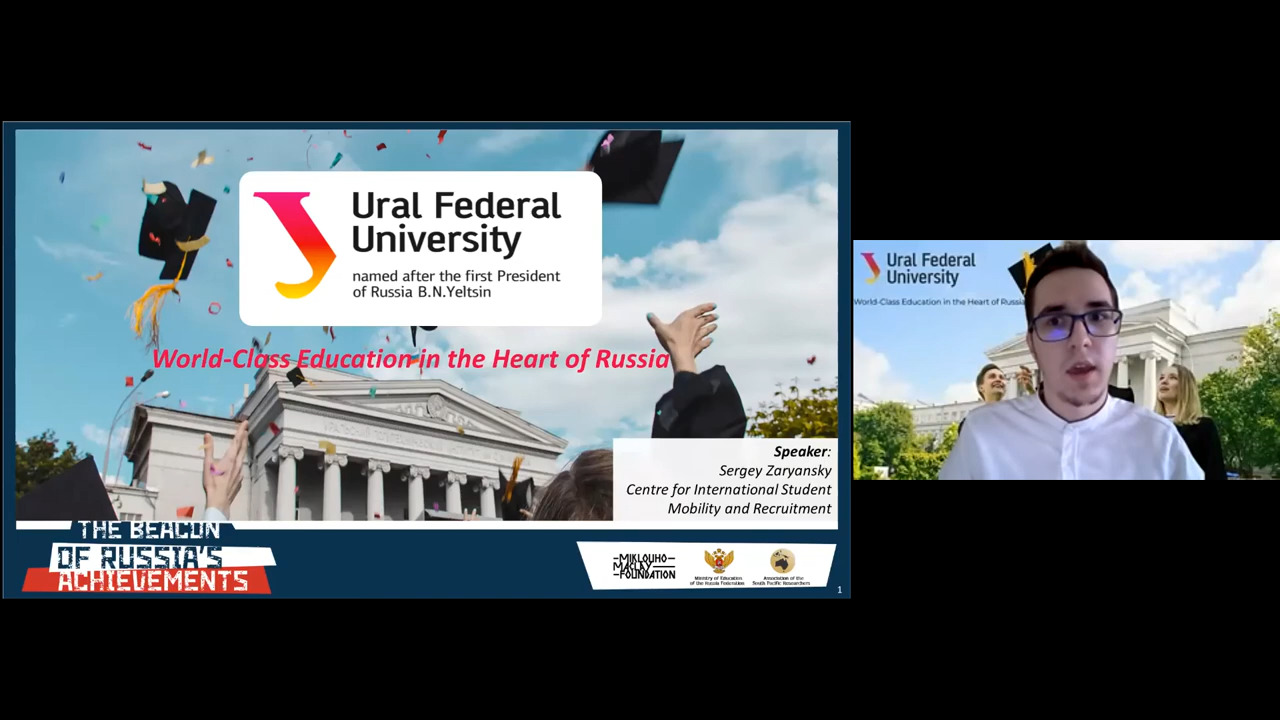 Ural Federal
University
named after the first President
of Russia B.N.Yeltsin
World-Class Education in the Heart of Russia
Speaker:
Sergey Zaryansky
Centre for International Student
Mobility and Recruitment
THE BEACON
OF RUSSIA'S
ACHIEVEMENTS
MIKLOUHO
MACLAY
FOUNDATION
Ministry of Education
of the Russia Federation
Association of the
South Pacific Researchers
1
Ural Federal
University
World-Class Education in the Heart of Russia